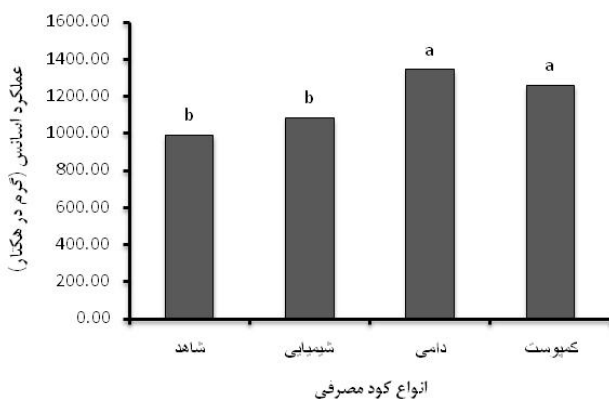 عملکرد اسانس (گرم در هکتار)
1600.00
1400.00
1200.00
1000.00
800.00
600.00
400.00
200.00
0.00
b
b
a
a
شاهد
شیمیایی
دامی
کمپوست
انواع کود مصرفی